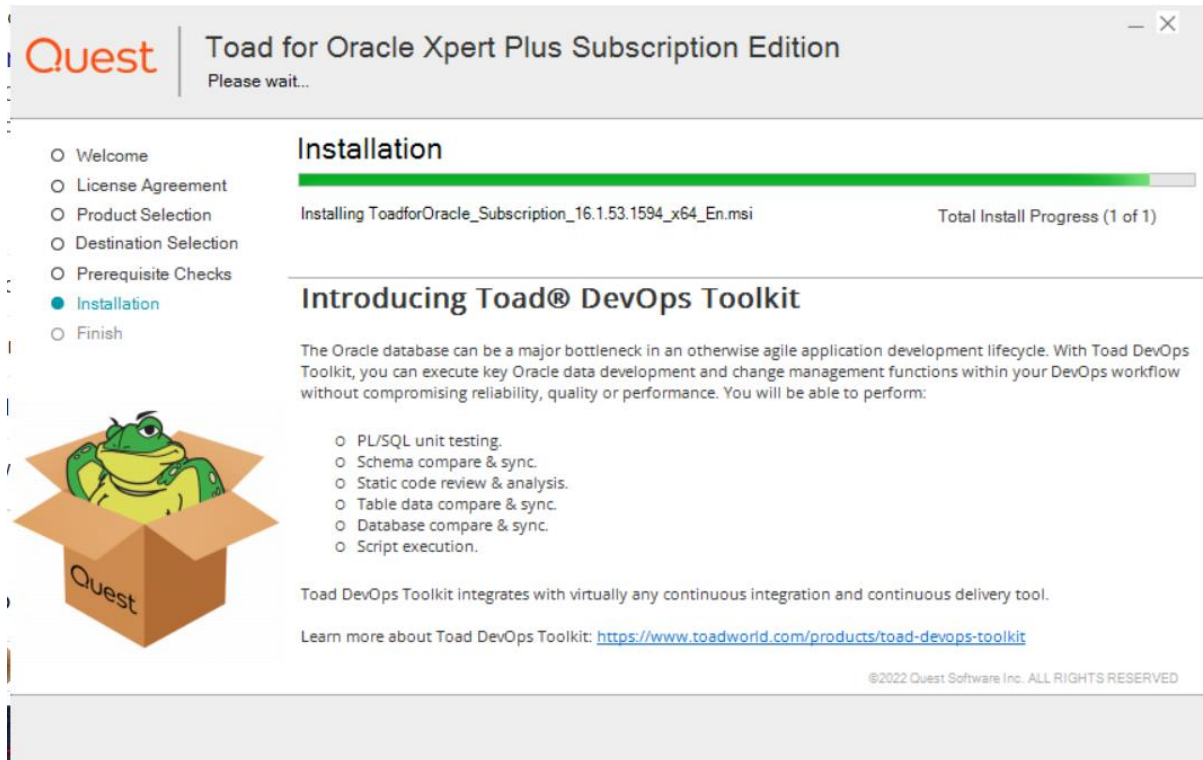 Quest
Toad for Oracle Xpert Plus Subscription Edition
Please wait...
Welcome
License Agreement
Product Selection
Destination Selection
Prerequisite Checks
Installation
Finish
Installation
Installing ToadforOracle_Subscription_16.1.53.1594_x64_En.msi
Total Install Progress (1 of 1)
Introducing Toad® DevOps Toolkit
The Oracle database can be a major bottleneck in an otherwise agile application development lifecycle. With Toad DevOps
Toolkit, you can execute key Oracle data development and change management functions within your DevOps workflow
without compromising reliability, quality or performance. You will be able to perform:
PL/SQL unit testing.
Schema compare & sync.
Static code review & analysis.
Table data compare & sync.
Database compare & sync.
Script execution.
Toad DevOps Toolkit integrates with virtually any continuous integration and continuous delivery tool.
Learn more about Toad DevOps Toolkit: https://www.toadworld.com/products/toad-devops-toolkit
Quest
©2022 Quest Software Inc. ALL RIGHTS RESERVED